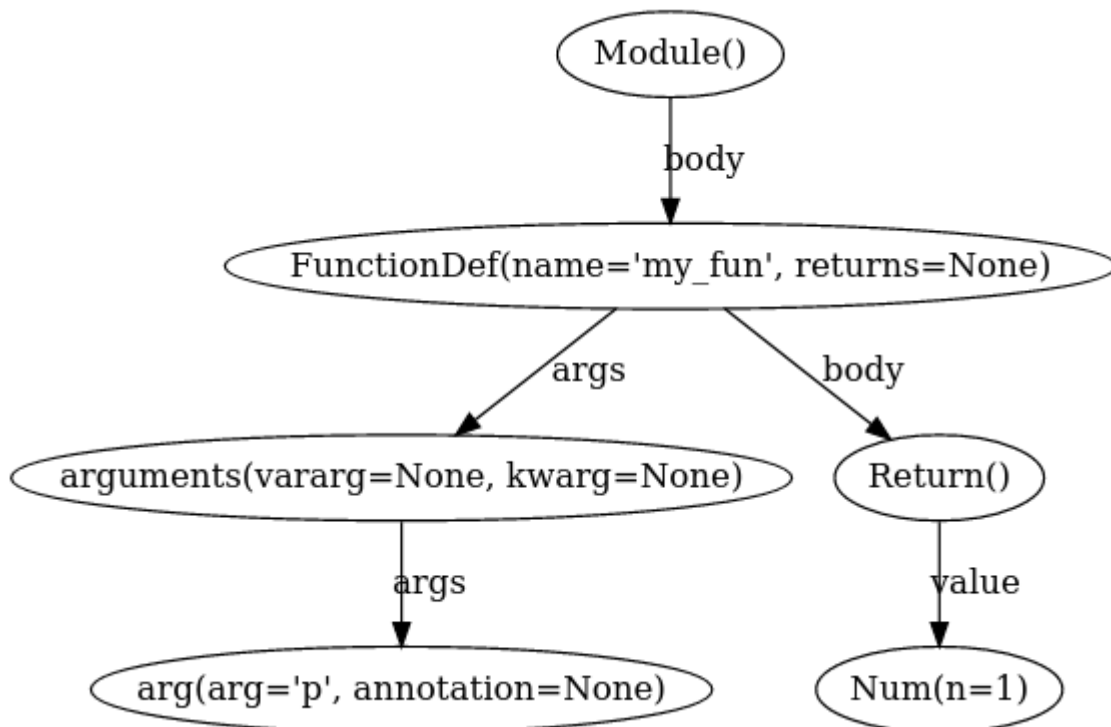 Module()
body
FunctionDef(name='my_fun', returns=None)
args
body
arguments(vararg=None, kwarg=None)
Return()
args
value
arg(arg='p', annotation=None)
Num(n=1)